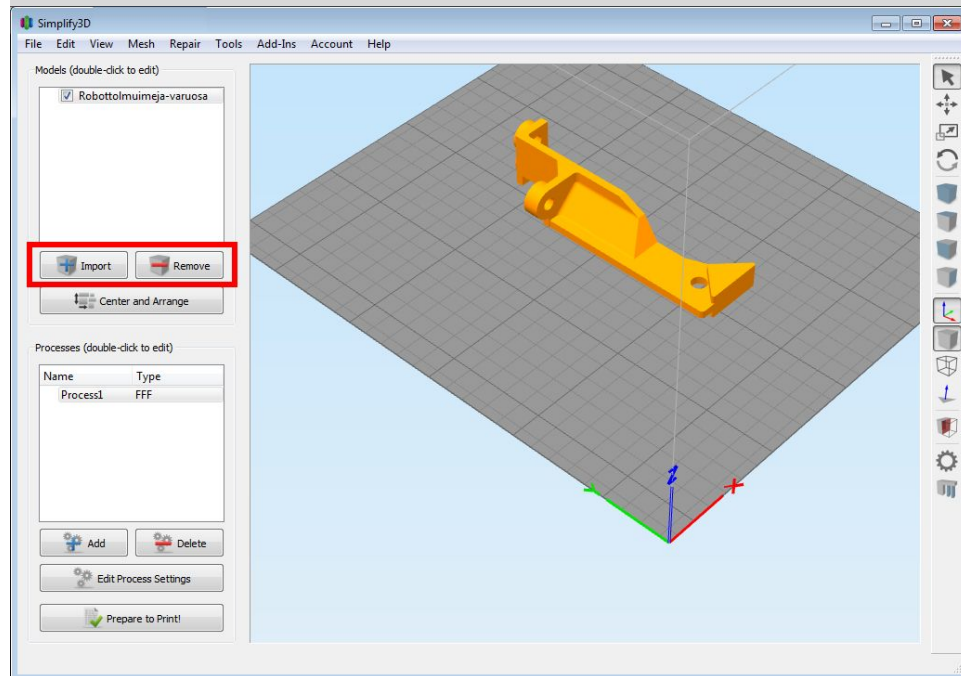 Simplify3D
File Edit View Mesh Repair Tools Add-Ins Account Help
Models (double-click to edit)
Robottolmuimeja-varuosa
Import Remove
Center and Arrange
Processes (double-click to edit)
Name Type
Process1 FFF
Add Delete
Edit Process Settings
Prepare to Print!
Z
X
Y